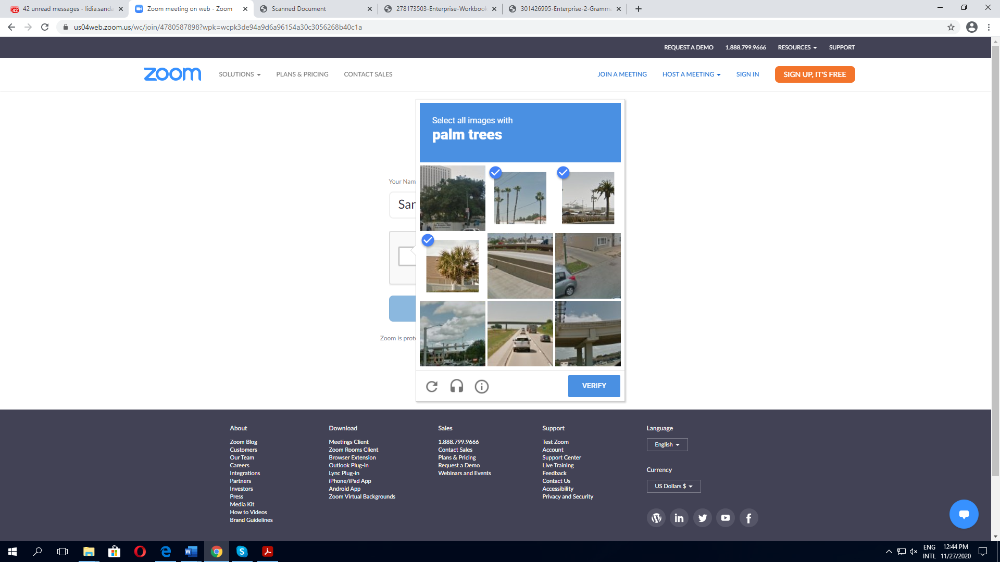 42 unread messages - lidia.sanda
Zoom meeting on web - Zoom
Scanned Document
278173503-Enterprise-Workbook
301426995-Enterprise-2-Gramma
us04web.zoom.us/wc/join/4780587898?wpk=wcpk3de94a9d6a96154a30c3056268b40c1a
REQUEST A DEMO
1.888.799.9666
RESOURCES
SUPPORT
zoom
SOLUTIONS
PLANS & PRICING
CONTACT SALES
JOIN A MEETING
HOST A MEETING
SIGN IN
SIGN UP, IT'S FREE
Select all images with
palm trees
Your Nam
San
Zoom is prote
VERIFY
About
Zoom Blog
Customers
Our Team
Careers
Integrations
Partners
Investors
Press
Media Kit
How to Videos
Brand Guidelines
Download
Meetings Client
Zoom Rooms Client
Browser Extension
Outlook Plug-in
Lync Plug-in
iPhone/iPad App
Android App
Zoom Virtual Backgrounds
Sales
1.888.799.9666
Contact Sales
Plans & Pricing
Request a Demo
Webinars and Events
Support
Test Zoom
Account
Support Center
Live Training
Feedback
Contact Us
Accessibility
Privacy and Security
Language
English
Currency
US Dollars $
ENG
INTL
12:44 PM
11/27/2020